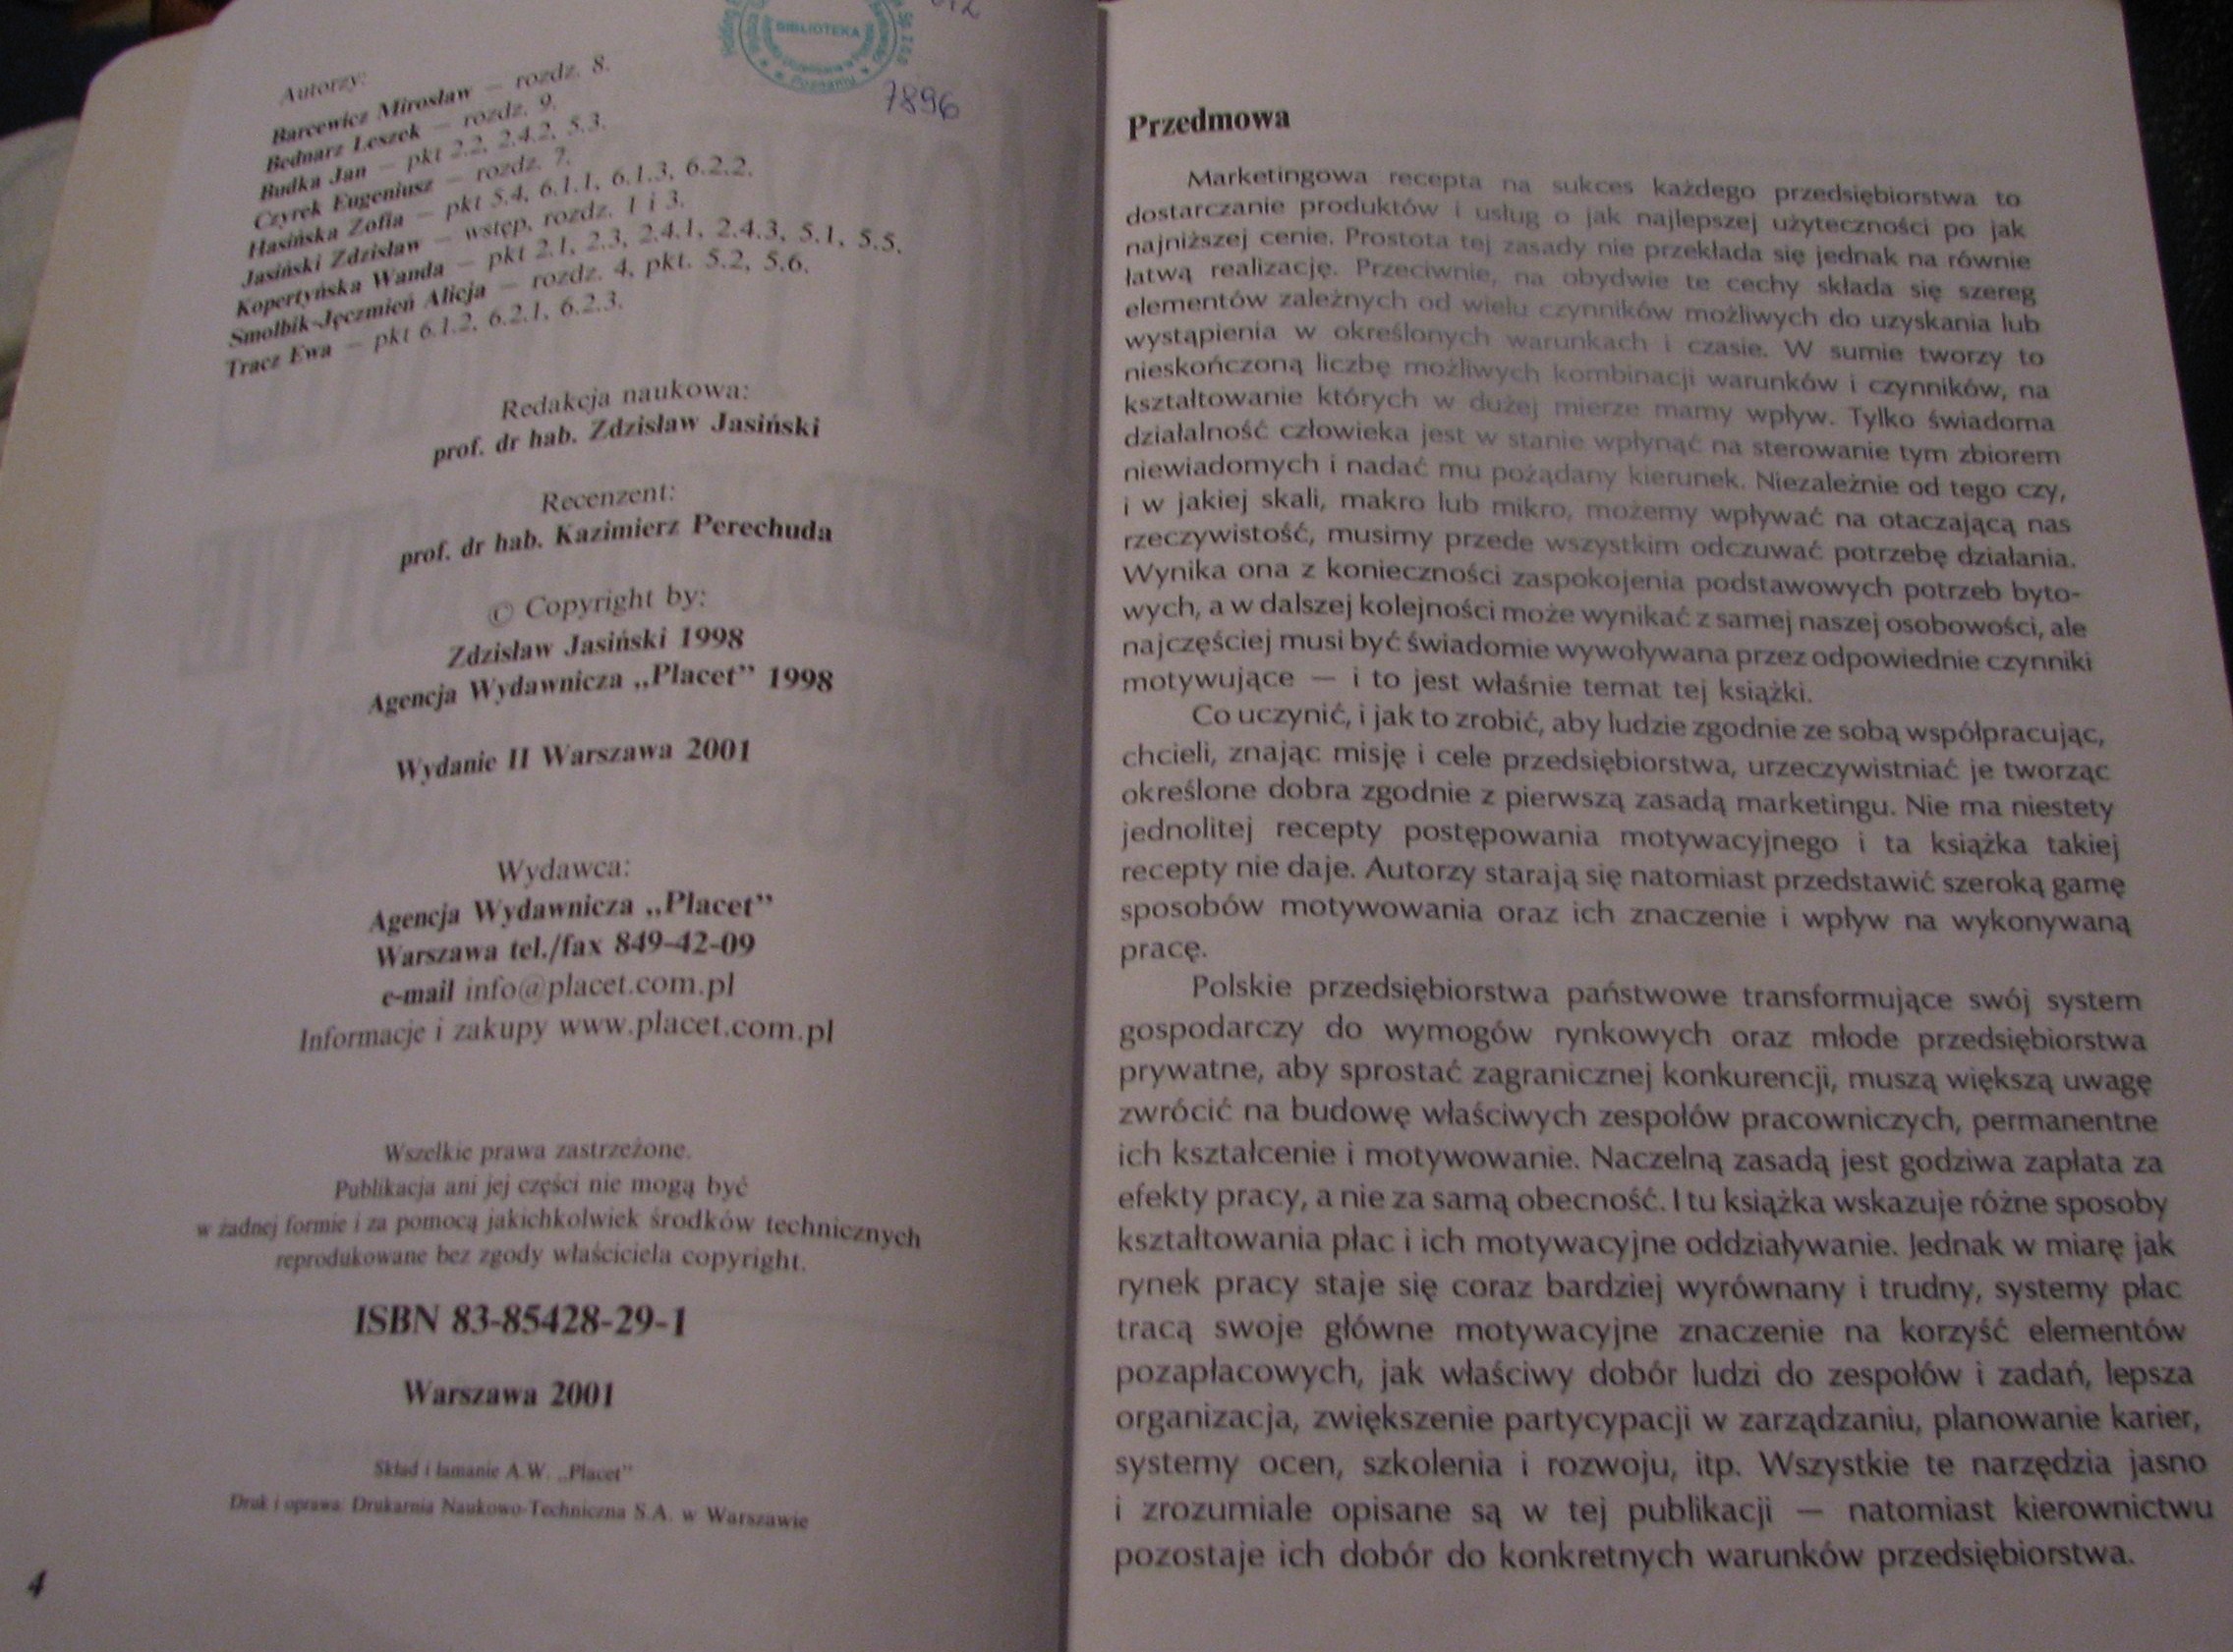 BIBLIOTEKA
Poznaniu
7896
Autorzy:
Barcewicz Mirosław — rozdz. 8.
Bednarz Leszek — rozdz. 9.
Budka Jan — pkt 2.2, 2.4.2, 5.3.
Czyrek Eugeniusz — rozdz. 7.
Hasińska Zofia — pkt 5.4, 6.1.1, 6.1.3, 6.2.2.
Jasiński Zdzisław — wstęp, rozdz. 1 i 3.
Kopertyńska Wanda — pkt 2.1, 2.3, 2.4.1, 2.4.3, 5.1, 5.5.
Smolbik-Jęczmień Alicja — rozdz. 4, pkt. 5.2, 5.6.
Tracz Ewa — pkt 6.1.2, 6.2.1, 6.2.3.
Redakcja naukowa:
prof. dr hab. Zdzisław Jasiński
Recenzent:
prof. dr hab. Kazimierz Perechuda
© Copyright by:
Zdzisław Jasiński 1998
Agencja Wydawnicza „Placet” 1998
Wydanie II Warszawa 2001
Wydawca:
Agencja Wydawnicza „Placet”
Warszawa tel./fax 849-42-09
e-mail info@placet.com.pl
Informacje i zakupy www.placet.com.pl
Wszelkie prawa zastrzeżone.
Publikacja ani jej części nie mogą być
w żadnej formie i za pomocą jakichkolwiek środków technicznych
reprodukowane bez zgody właściciela copyright.
ISBN 83-85428-29-1
Warszawa 2001
Skład i łamanie A.W. „Placet”
Druk i oprawa: Drukarnia Naukowo-Techniczna S.A. w Warszawie
4
Przedmowa
Marketingowa recepta na sukces każdego przedsiębiorstwa to
dostarczanie produktów i usług o jak najlepszej użyteczności po jak
najniższej cenie. Prostota tej zasady nie przekłada się jednak na równie
łatwą realizację. Przeciwnie, na obydwie te cechy składa się szereg
elementów zależnych od wielu czynników możliwych do uzyskania lub
wystąpienia w określonych warunkach i czasie. W sumie tworzy to
nieskończoną liczbę możliwych kombinacji warunków i czynników, na
kształtowanie których w dużej mierze mamy wpływ. Tylko świadoma
działalność człowieka jest w stanie wpłynąć na sterowanie tym zbiorem
niewiadomych i nadać mu pożądany kierunek. Niezależnie od tego czy,
i w jakiej skali, makro lub mikro, możemy wpływać na otaczającą nas
rzeczywistość, musimy przede wszystkim odczuwać potrzebę działania.
Wynika ona z konieczności zaspokojenia podstawowych potrzeb byto-
wych, a w dalszej kolejności może wynikać z samej naszej osobowości, ale
najczęściej musi być świadomie wywoływana przez odpowiednie czynniki
motywujące — i to jest właśnie temat tej książki.
Co uczynić, i jak to zrobić, aby ludzie zgodnie ze sobą współpracując,
chcieli, znając misję i cele przedsiębiorstwa, urzeczywistniać je tworząc
określone dobra zgodnie z pierwszą zasadą marketingu. Nie ma niestety
jednolitej recepty postępowania motywacyjnego i ta książka takiej
recepty nie daje. Autorzy starają się natomiast przedstawić szeroką gamę
sposobów motywowania oraz ich znaczenie i wpływ na wykonywaną
pracę.
Polskie przedsiębiorstwa państwowe transformujące swój system
gospodarczy do wymogów rynkowych oraz młode przedsiębiorstwa
prywatne, aby sprostać zagranicznej konkurencji, muszą większą uwagę
zwrócić na budowę właściwych zespołów pracowniczych, permanentne
ich kształcenie i motywowanie. Naczelną zasadą jest godziwa zapłata za
efekty pracy, a nie za samą obecność. I tu książka wskazuje różne sposoby
kształtowania płac i ich motywacyjne oddziaływanie. Jednak w miarę jak
rynek pracy staje się coraz bardziej wyrównany i trudny, systemy płac
tracą swoje główne motywacyjne znaczenie na korzyść elementów
pozapłacowych, jak właściwy dobór ludzi do zespołów i zadań, lepsza
organizacja, zwiększenie partycypacji w zarządzaniu, planowanie karier,
systemy ocen, szkolenia i rozwoju, itp. Wszystkie te narzędzia jasno
i zrozumiale opisane są w tej publikacji — natomiast kierownictwu
pozostaje ich dobór do konkretnych warunków przedsiębiorstwa.